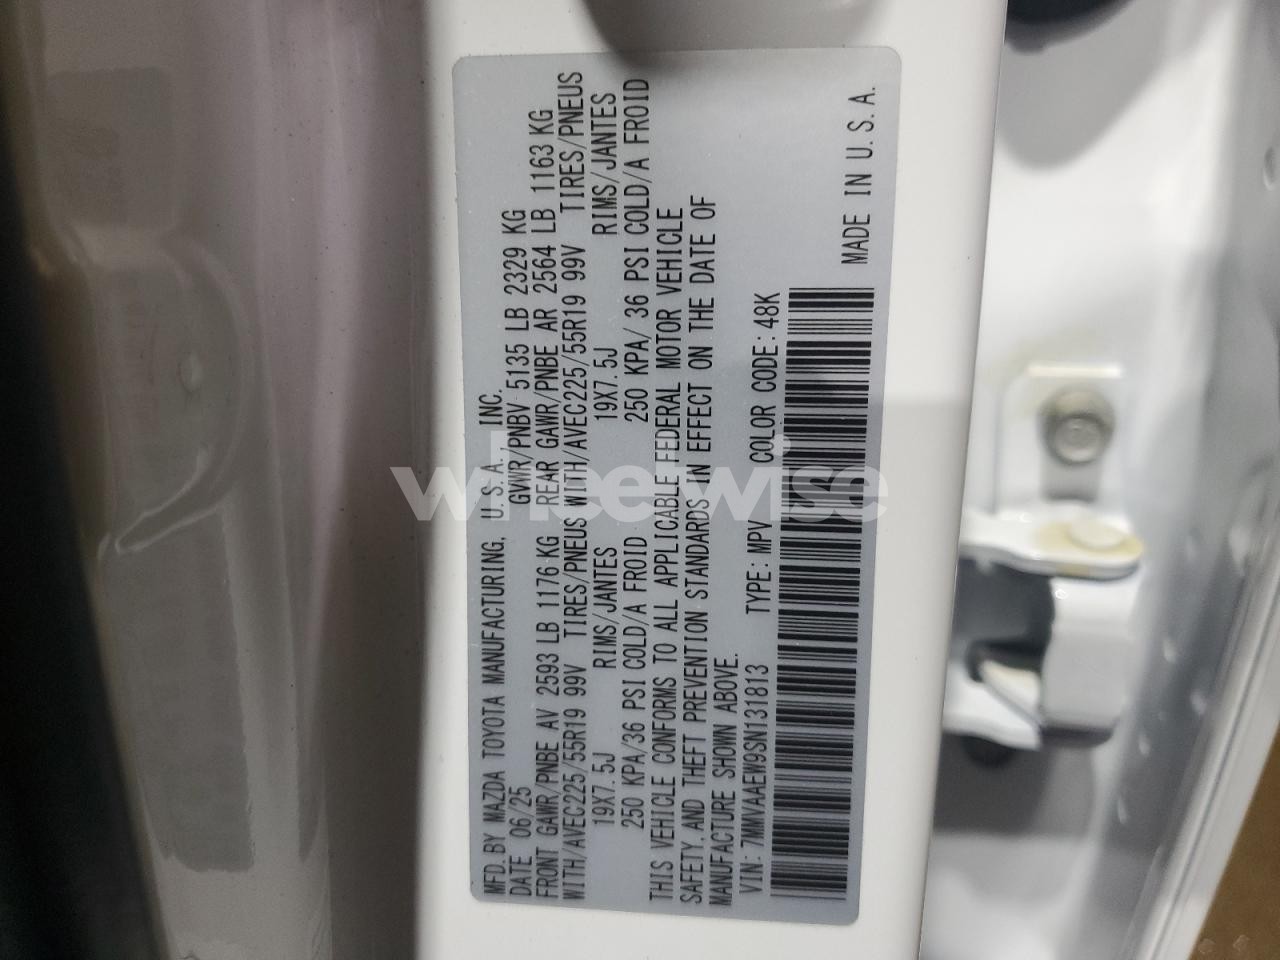 MFD. BY MAZDA TOYOTA MANUFACTURING, U.S.A. INC.
DATE 06/25 GVWR/PNBV 5135 LB 2329 KG
FRONT GAWR/PNBE AV 2593 LB 1176 KG REAR GAWR/PNBE AR 2564 LB 1163 KG
WITH/AVEC225/55R19 99V TIRES/PNEUS WITH/AVEC225/55R19 99V TIRES/PNEUS
19X7.5J RIMS/JANTES 19X7.5J RIMS/JANTES
250 KPA/36 PSI COLD/A FROID 250 KPA/ 36 PSI COLD/A FROID
THIS VEHICLE CONFORMS TO ALL APPLICABLE FEDERAL MOTOR VEHICLE
SAFETY, AND THEFT PREVENTION STANDARDS IN EFFECT ON THE DATE OF
MANUFACTURE SHOWN ABOVE.
VIN: 7MMVAAEW9SN131813 TYPE: MPV COLOR CODE: 48K
MADE IN U.S.A.
wheelwise